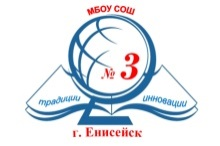 МБОУ СОШ
№ 3
традиции
инновации
г. Енисейск